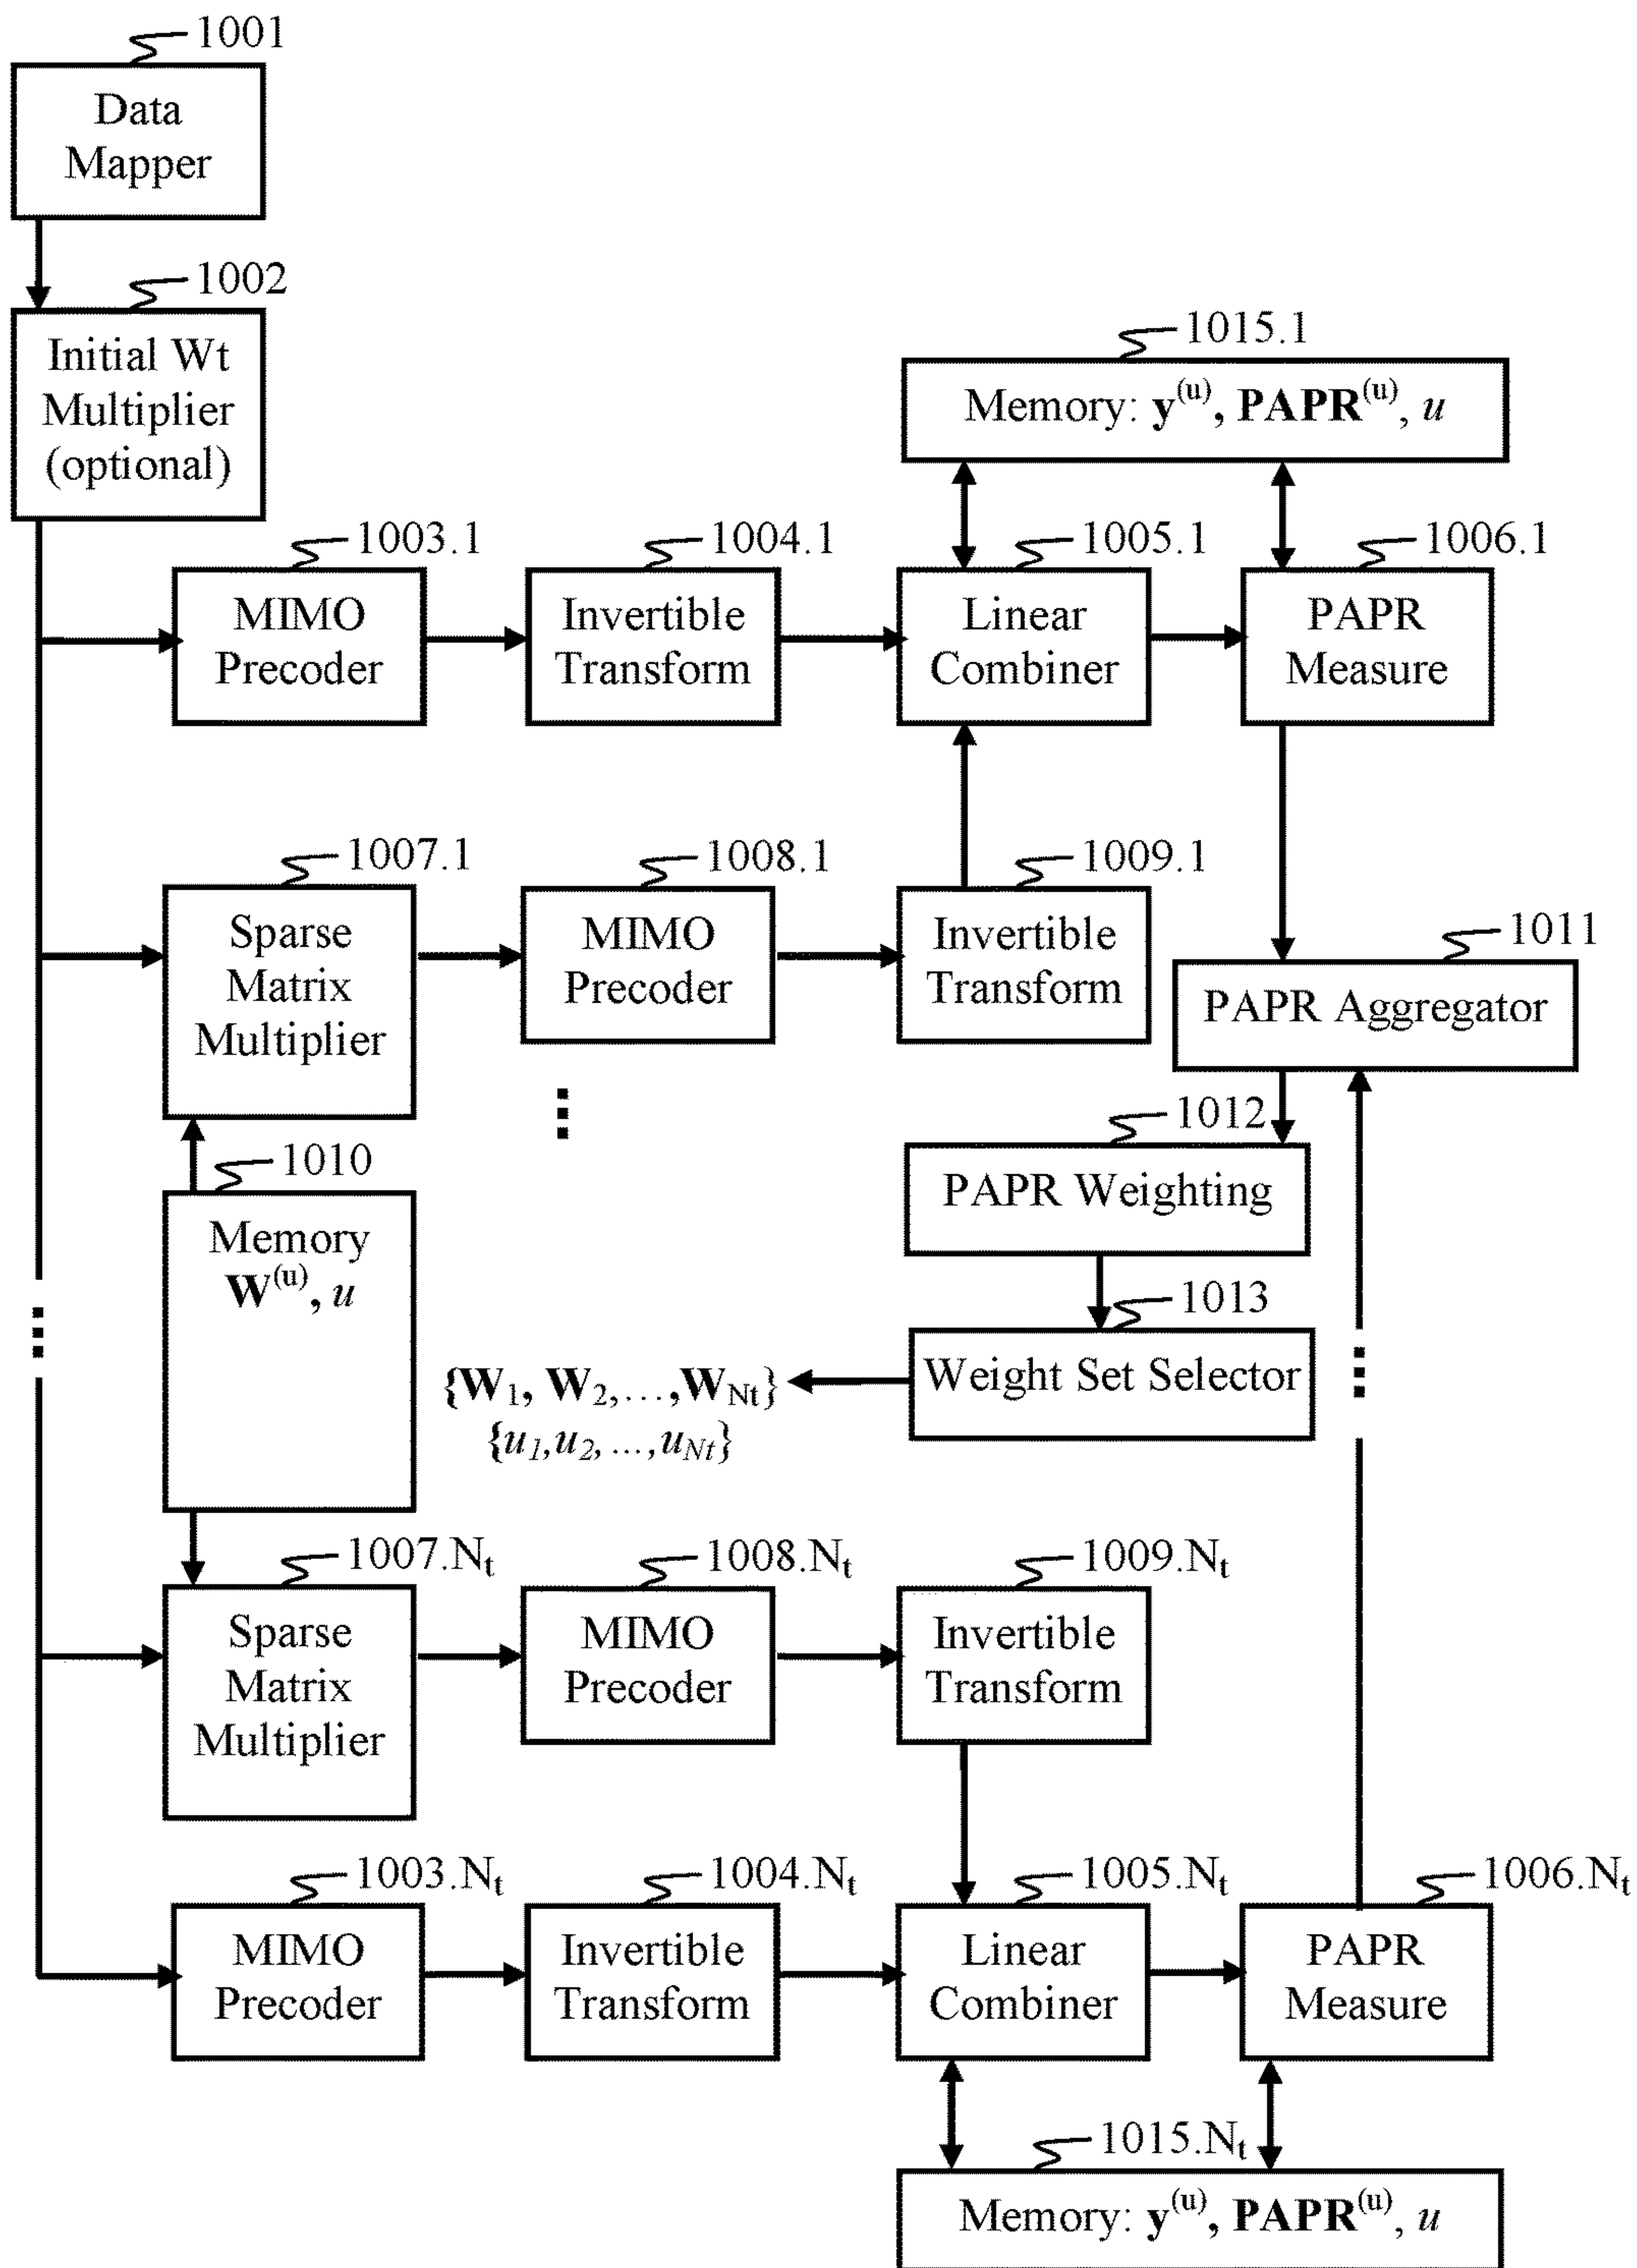 1001
Data
Mapper
1002
Initial Wt
Multiplier
(optional)
1015.1
Memory: y(u), PAPR(u), u
1003.1
MIMO
Precoder
1004.1
Invertible
Transform
1005.1
Linear
Combiner
1006.1
PAPR
Measure
1007.1
Sparse
Matrix
Multiplier
1008.1
MIMO
Precoder
1009.1
Invertible
Transform
1011
PAPR Aggregator
1010
Memory
W(u), u
1012
PAPR Weighting
1013
Weight Set Selector
{W1, W2,...,WNt}
{u1,u2, ...,uNt}
1007.Nt
Sparse
Matrix
Multiplier
1008.Nt
MIMO
Precoder
1009.Nt
Invertible
Transform
1003.Nt
MIMO
Precoder
1004.Nt
Invertible
Transform
1005.Nt
Linear
Combiner
1006.Nt
PAPR
Measure
1015.Nt
Memory: y(u), PAPR(u), u